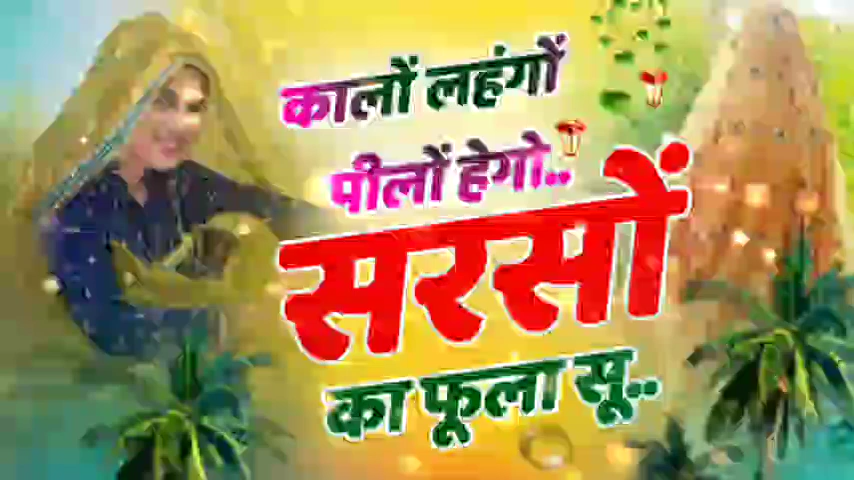 कालों लहंगों
पीलों हेगो..
सरसों
का फूला सू..